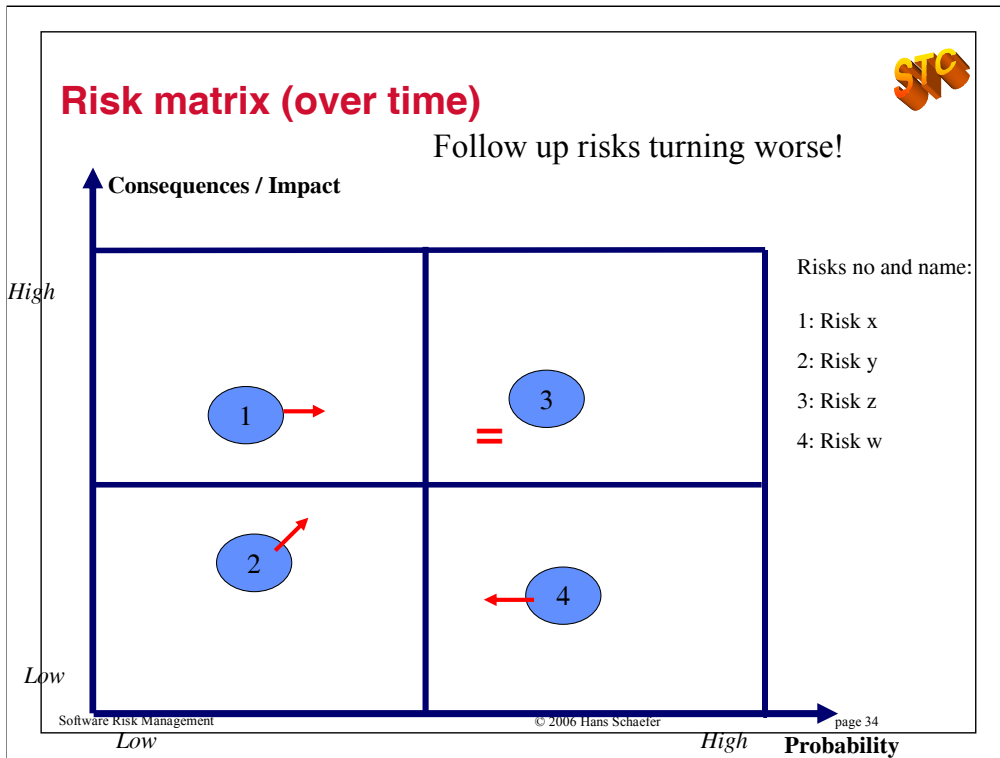 STC
Risk matrix (over time)
Follow up risks turning worse!
Consequences / Impact
Risks no and name:
High
1: Risk x
2: Risk y
3: Risk z
4: Risk w
1
3
=
2
4
Low
Software Risk Management
© 2006 Hans Schaefer
page 34
Low
High
Probability